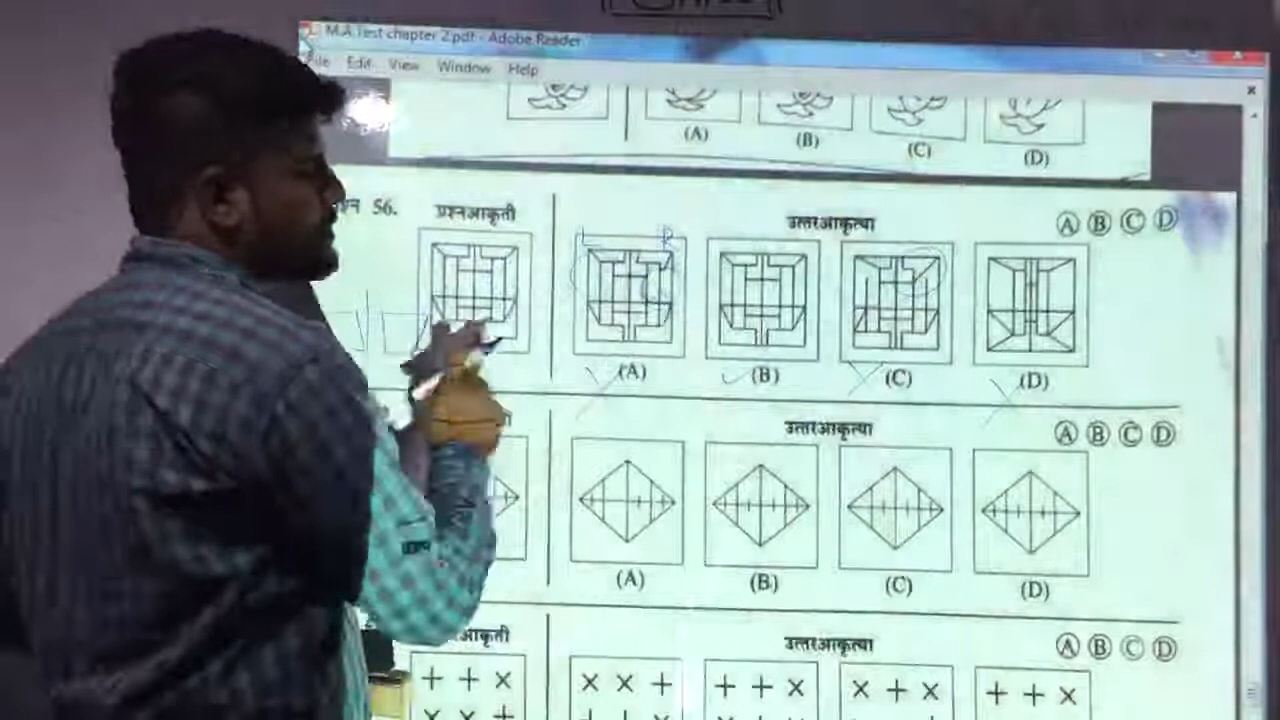 M.A.Test chapter 2.pdf - Adobe Reader
File Edit View Window Help
(A) (B) (C) (D)
प्रश्न 56. प्रश्नआकृती उत्तरआकृत्या Ⓐ Ⓑ Ⓒ Ⓓ
L R
(A) (B) (C) (D)
उत्तरआकृत्या Ⓐ Ⓑ Ⓒ Ⓓ
(A) (B) (C) (D)
उत्तरआकृत्या Ⓐ Ⓑ Ⓒ Ⓓ
+ + × × × + + + × × + × + + ×